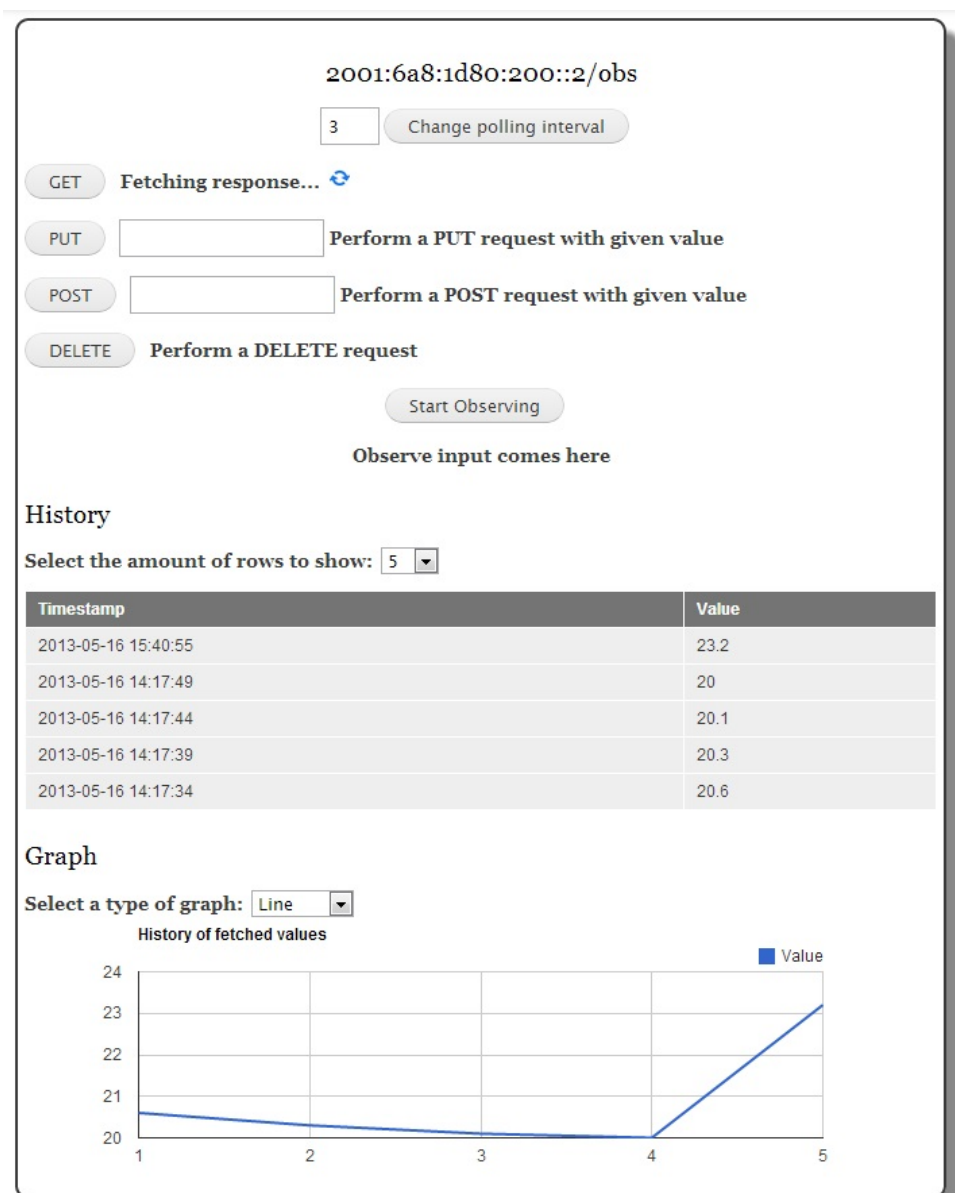 2001:6a8:1d80:200::2/obs
3 Change polling interval
GET Fetching response...
PUT Perform a PUT request with given value
POST Perform a POST request with given value
DELETE Perform a DELETE request
Start Observing
Observe input comes here
History
Select the amount of rows to show: 5
Timestamp Value
2013-05-16 15:40:55 23.2
2013-05-16 14:17:49 20
2013-05-16 14:17:44 20.1
2013-05-16 14:17:39 20.3
2013-05-16 14:17:34 20.6
Graph
Select a type of graph: Line
History of fetched values
Value
24
23
22
21
20
1 2 3 4 5